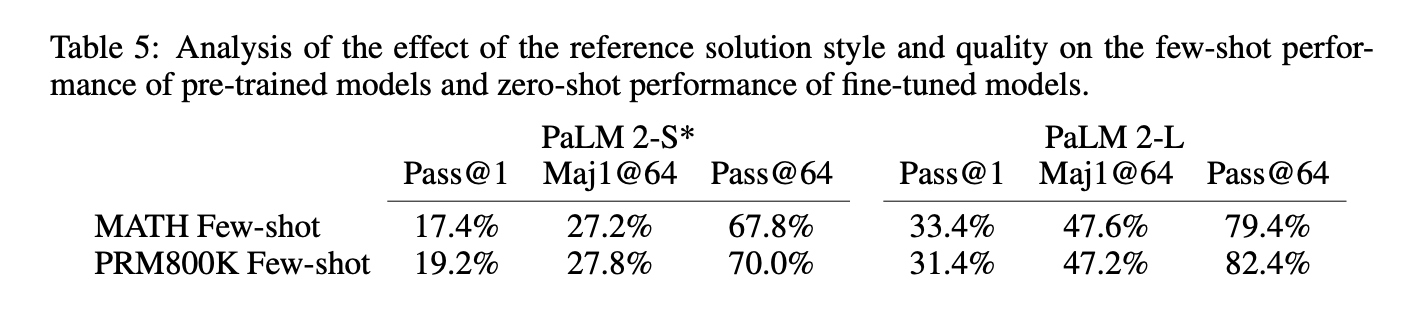 Table 5: Analysis of the effect of the reference solution style and quality on the few-shot perfor-
mance of pre-trained models and zero-shot performance of fine-tuned models.
PaLM 2-S* PaLM 2-L
Pass@1 Maj1@64 Pass@64 Pass@1 Maj1@64 Pass@64
MATH Few-shot 17.4% 27.2% 67.8% 33.4% 47.6% 79.4%
PRM800K Few-shot 19.2% 27.8% 70.0% 31.4% 47.2% 82.4%